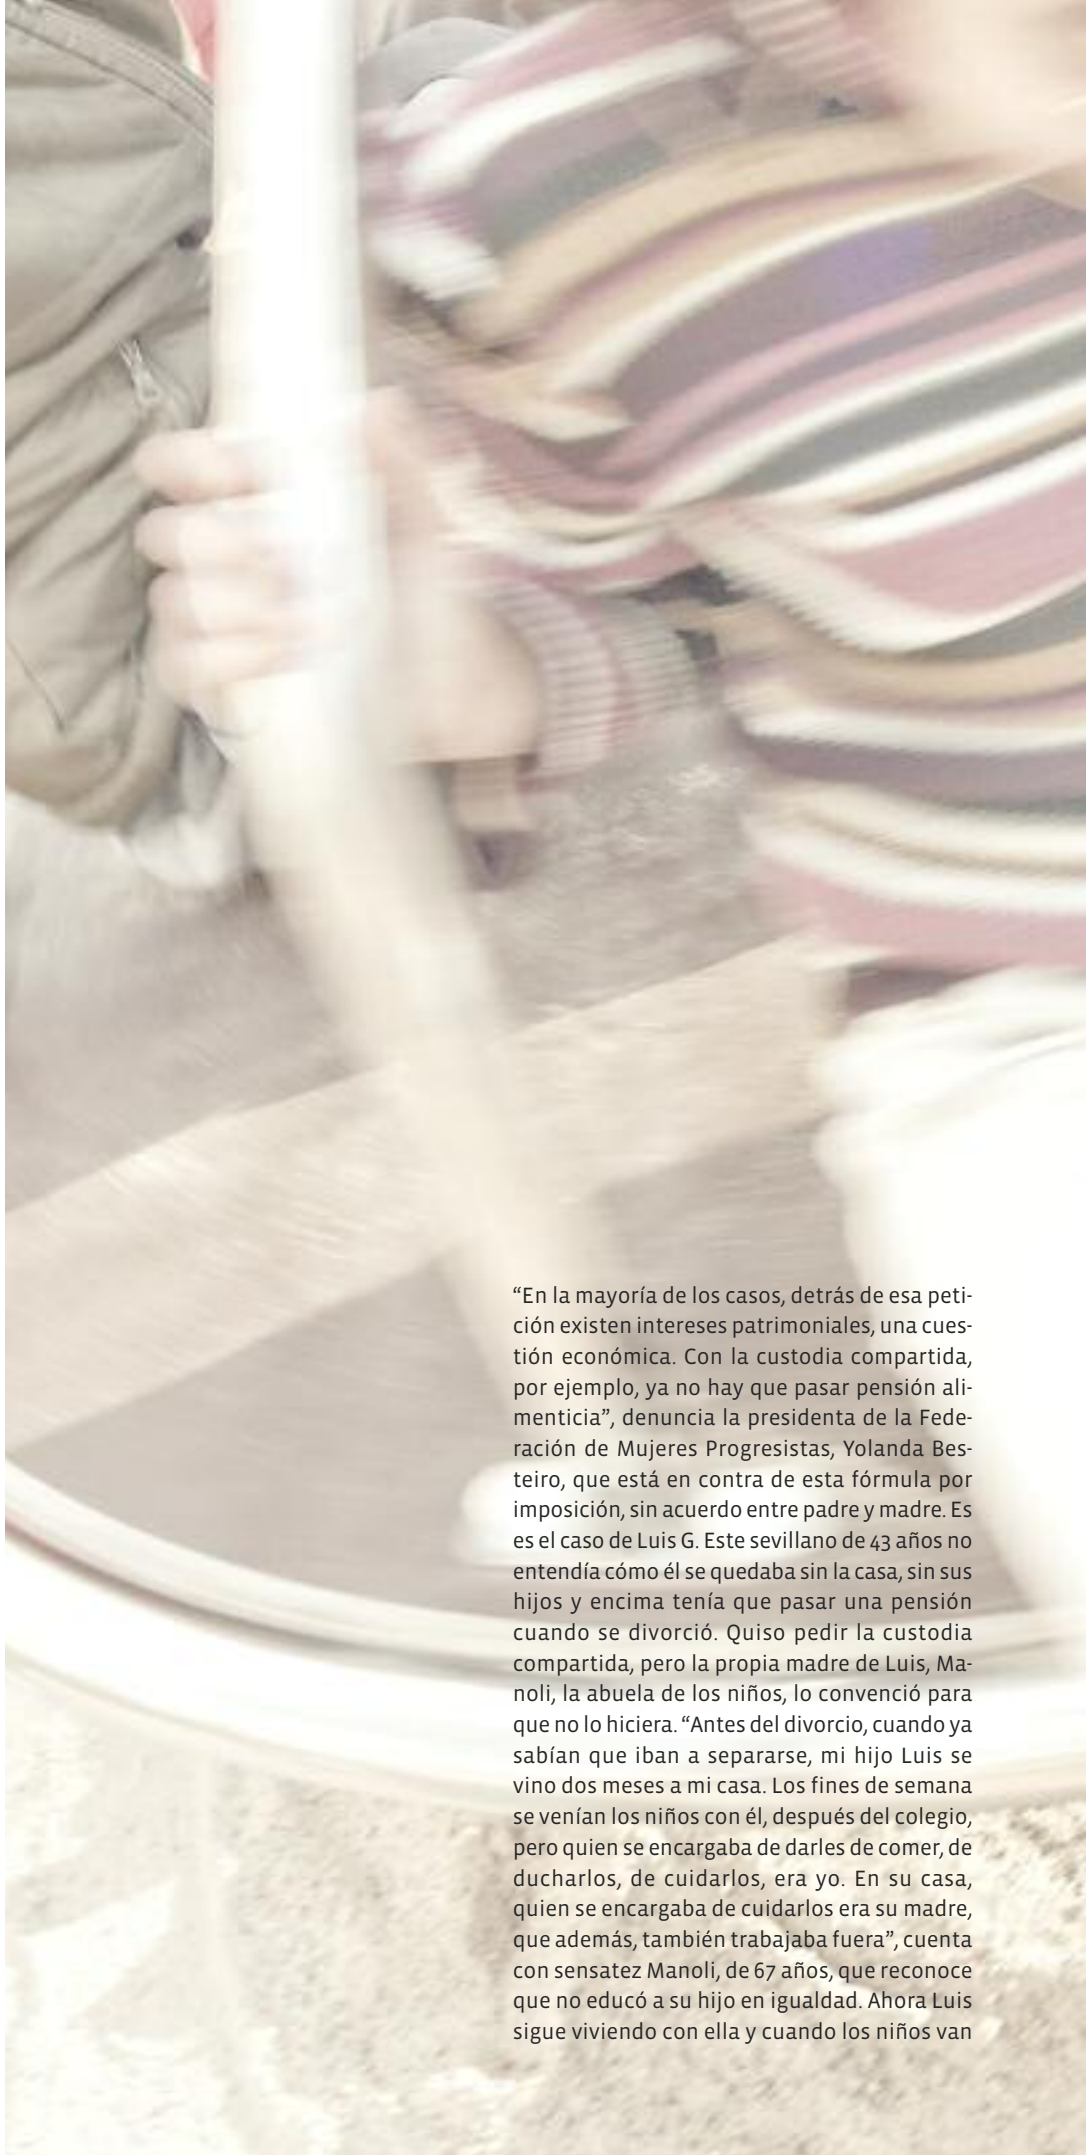 “En la mayoría de los casos, detrás de esa peti-
ción existen intereses patrimoniales, una cues-
tión económica. Con la custodia compartida,
por ejemplo, ya no hay que pasar pensión ali-
menticia”, denuncia la presidenta de la Fede-
ración de Mujeres Progresistas, Yolanda Bes-
teiro, que está en contra de esta fórmula por
imposición, sin acuerdo entre padre y madre. Es
es el caso de Luis G. Este sevillano de 43 años no
entendía cómo él se quedaba sin la casa, sin sus
hijos y encima tenía que pasar una pensión
cuando se divorció. Quiso pedir la custodia
compartida, pero la propia madre de Luis, Ma-
noli, la abuela de los niños, lo convenció para
que no lo hiciera. “Antes del divorcio, cuando ya
sabían que iban a separarse, mi hijo Luis se
vino dos meses a mi casa. Los fines de semana
se venían los niños con él, después del colegio,
pero quien se encargaba de darles de comer, de
ducharlos, de cuidarlos, era yo. En su casa,
quien se encargaba de cuidarlos era su madre,
que además, también trabajaba fuera”, cuenta
con sensatez Manoli, de 67 años, que reconoce
que no educó a su hijo en igualdad. Ahora Luis
sigue viviendo con ella y cuando los niños van